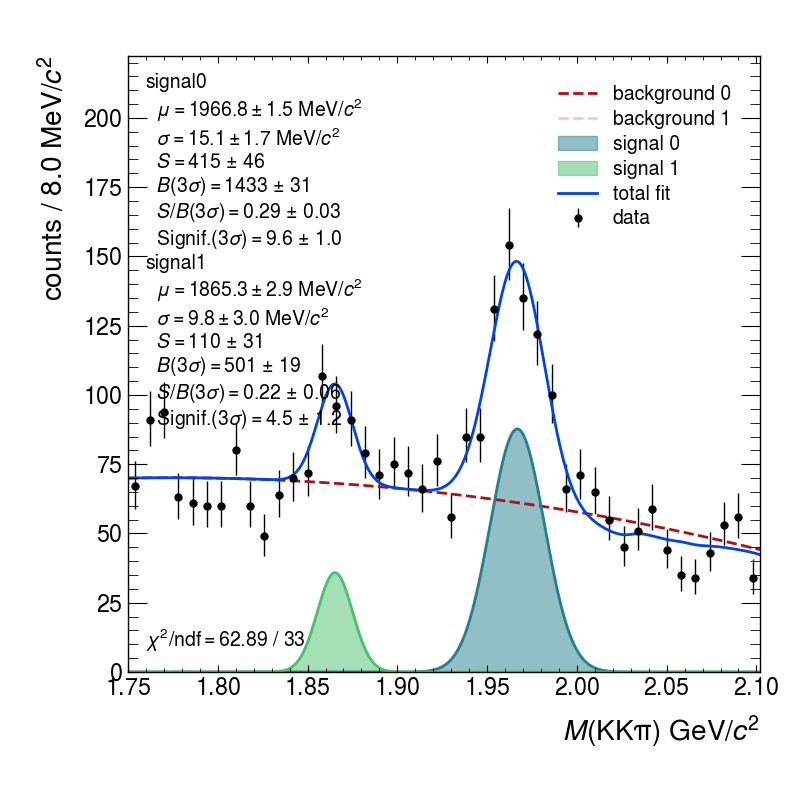 counts / 8.0 MeV/c²
signal0
μ = 1966.8 ± 1.5 MeV/c²
σ = 15.1 ± 1.7 MeV/c²
S = 415 ± 46
B(3σ) = 1433 ± 31
S/B(3σ) = 0.29 ± 0.03
Signif.(3σ) = 9.6 ± 1.0
signal1
μ = 1865.3 ± 2.9 MeV/c²
σ = 9.8 ± 3.0 MeV/c²
S = 110 ± 31
B(3σ) = 501 ± 19
S/B(3σ) = 0.22 ± 0.06
Signif.(3σ) = 4.5 ± 1.2
χ²/ndf = 62.89 / 33
background 0
background 1
signal 0
signal 1
total fit
data
200
175
150
125
100
75
50
25
0
1.75 1.80 1.85 1.90 1.95 2.00 2.05 2.10
M(KKπ) GeV/c²